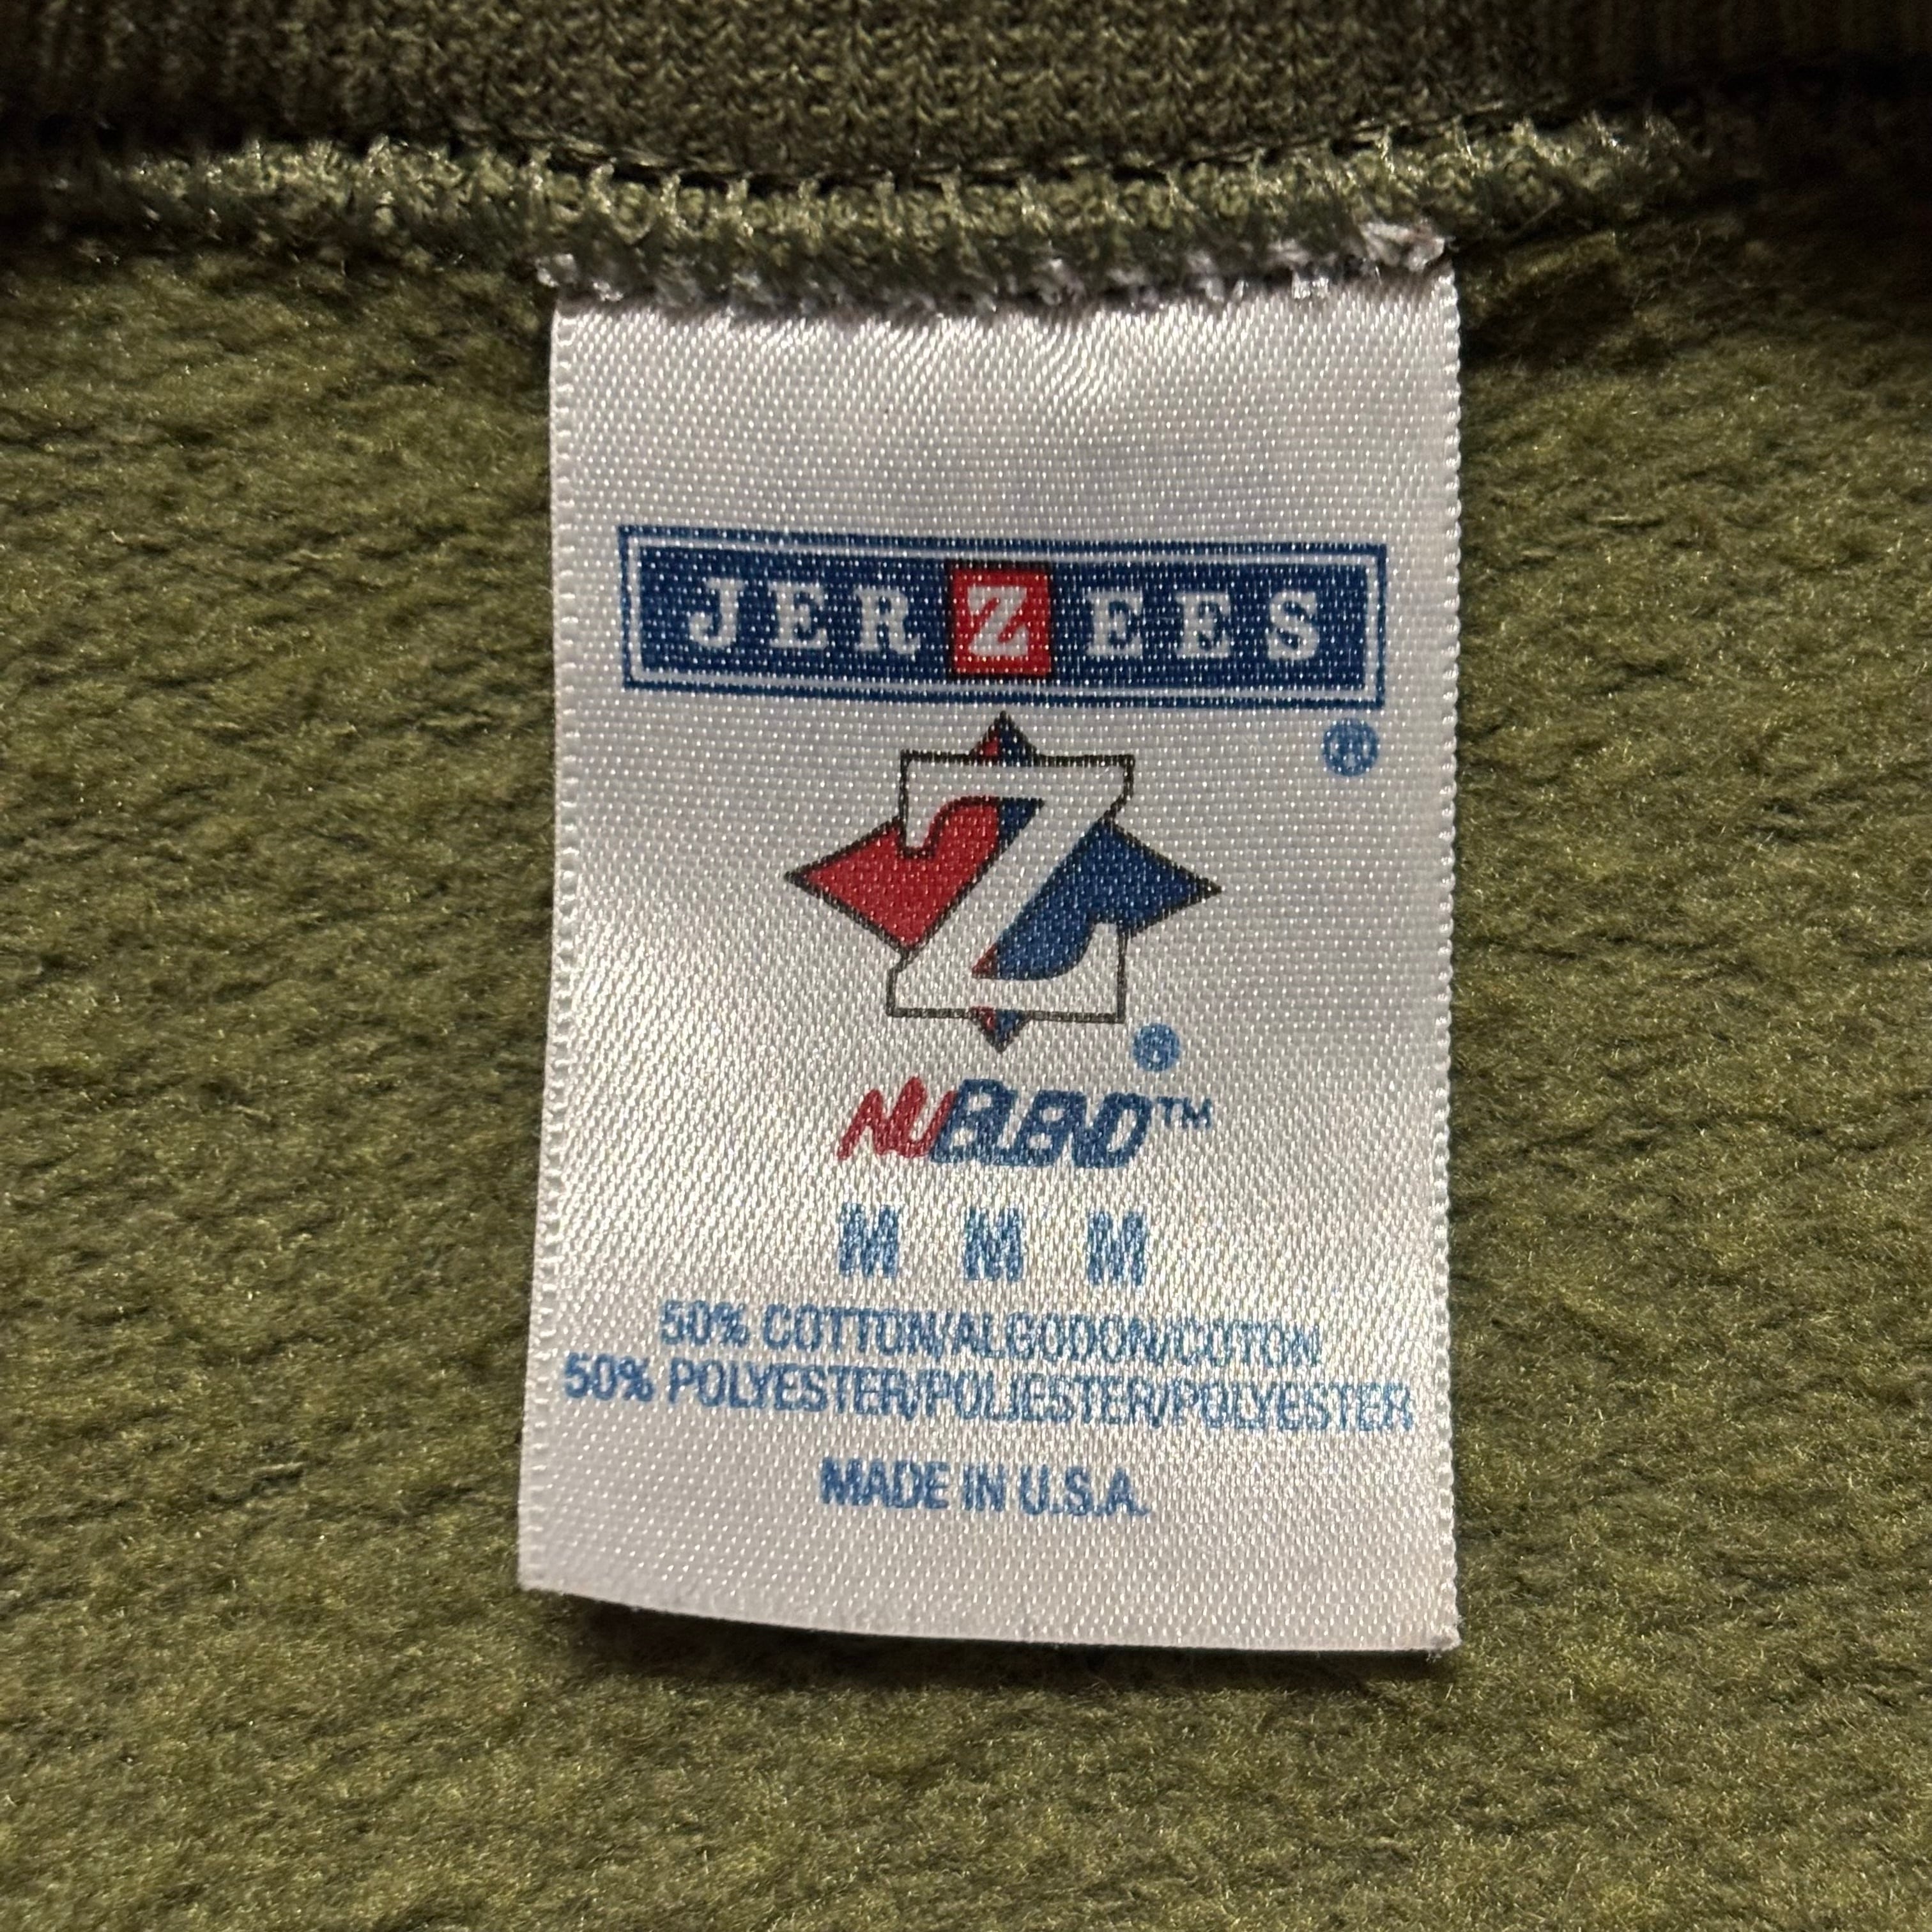 JERZEES
®
Z
®
NUBLEND™
M M M
50% COTTON/ALGODON/COTON
50% POLYESTER/POLIESTER/POLYESTER
MADE IN U.S.A.